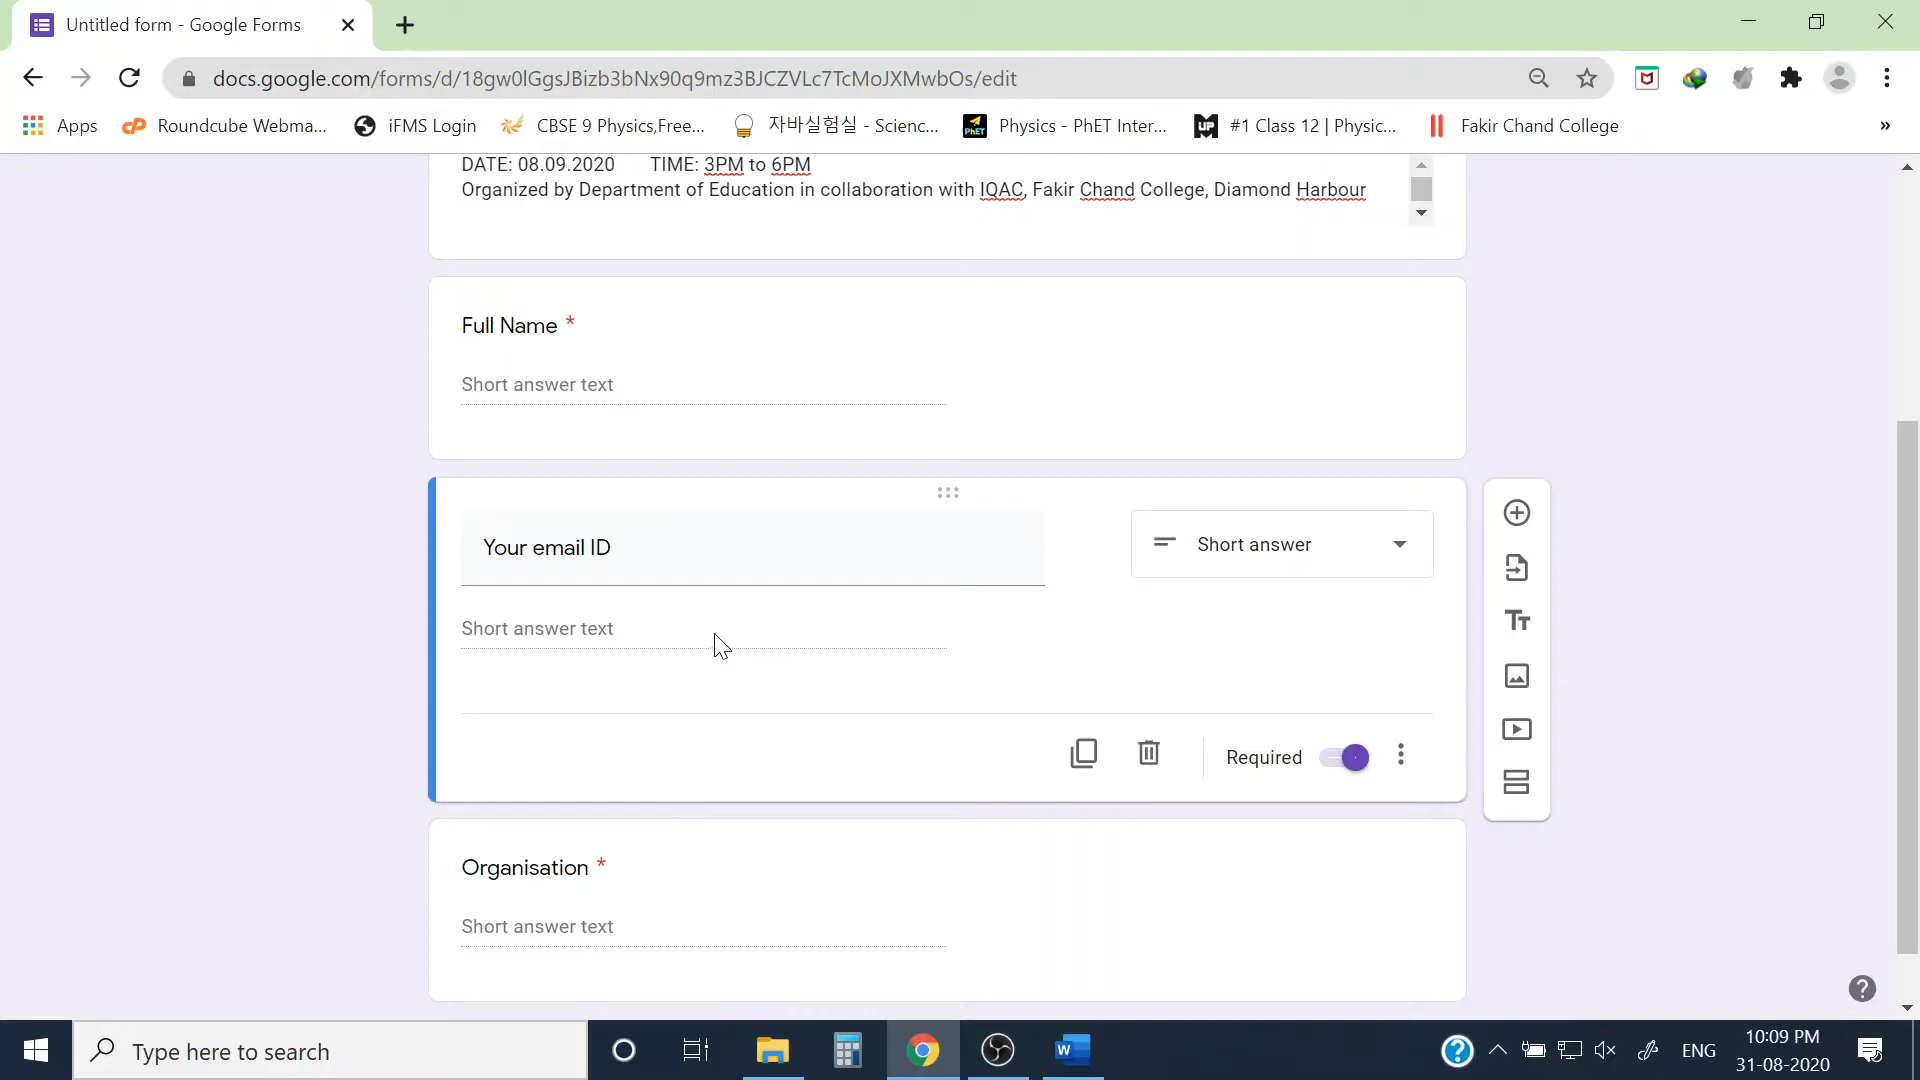 Untitled form - Google Forms
docs.google.com/forms/d/18gw0lGgsJBizb3bNx90q9mz3BJCZVLc7TcMoJXMwbOs/edit
Apps
Roundcube Webma...
iFMS Login
CBSE 9 Physics,Free...
자바실험실 - Scienc...
PhET
Physics - PhET Inter...
UP
#1 Class 12 | Physic...
Fakir Chand College
»
DATE: 08.09.2020 TIME: 3PM to 6PM
Organized by Department of Education in collaboration with IQAC, Fakir Chand College, Diamond Harbour
Full Name *
Short answer text
Your email ID
Short answer
Short answer text
Required
Organisation *
Short answer text
Type here to search
W
ENG
10:09 PM
31-08-2020